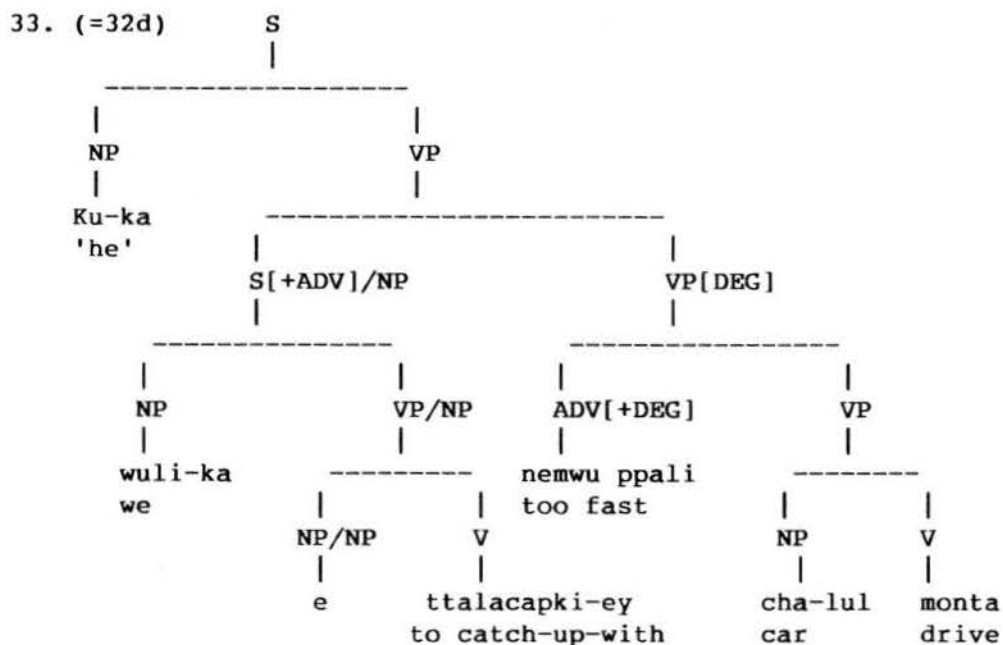 33. (=32d) S
NP VP
Ku-ka
'he'
S[+ADV]/NP VP[DEG]
NP VP/NP ADV[+DEG] VP
wuli-ka nemwu ppali
we too fast
NP/NP V NP V
e ttalacapki-ey cha-lul monta
to catch-up-with car drive